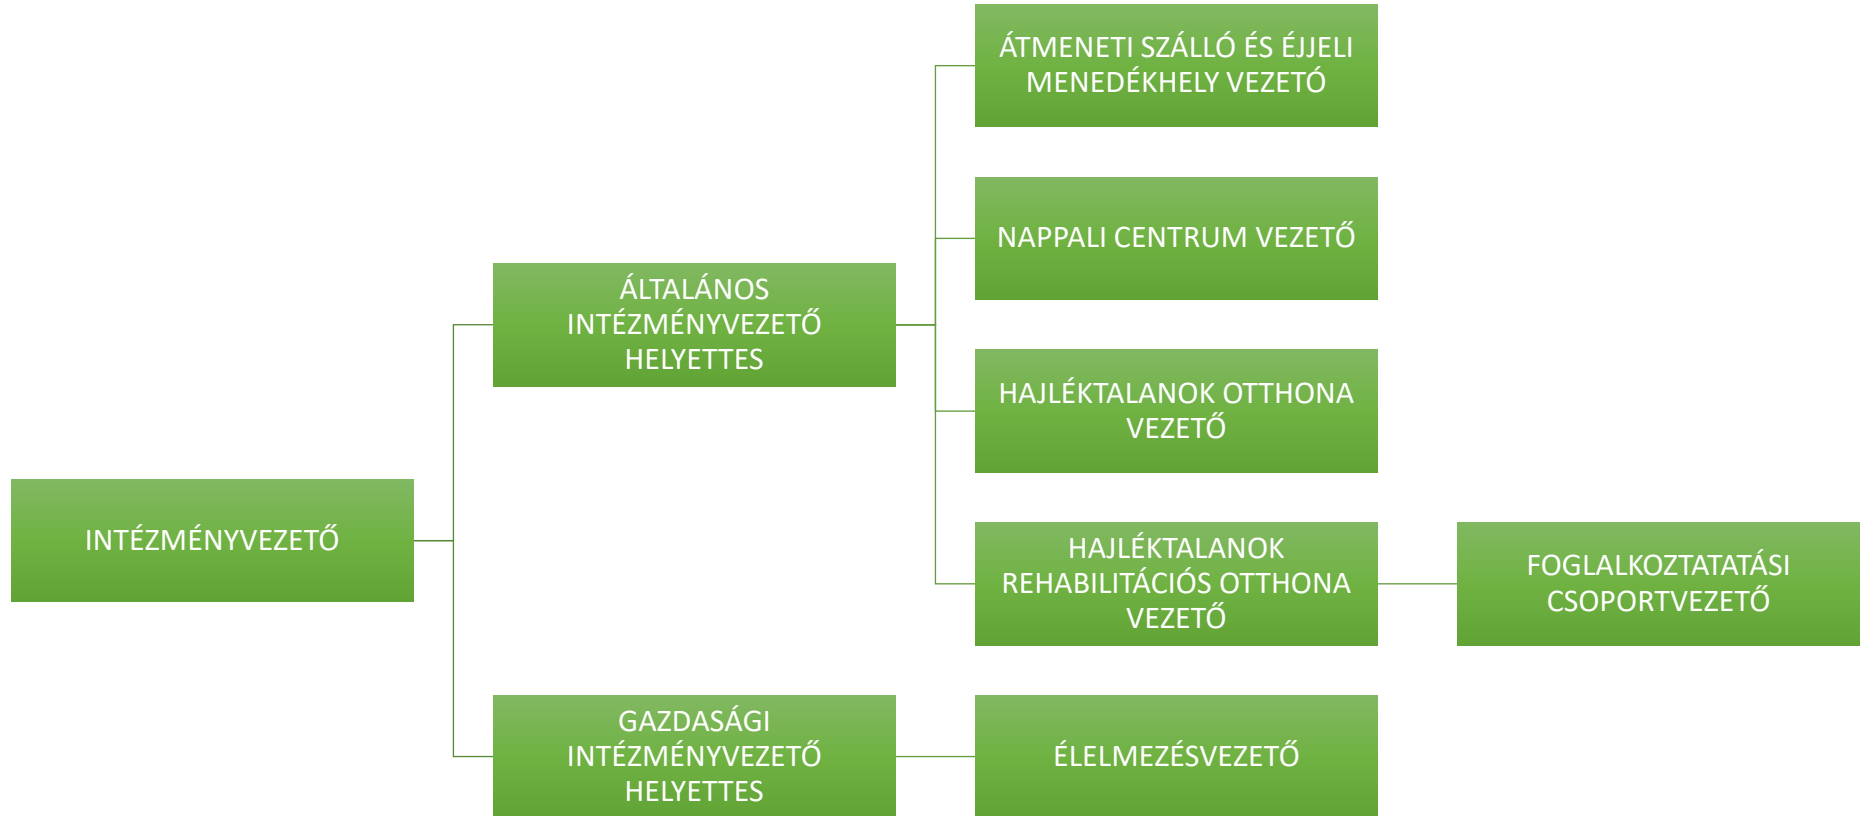 ÁTMENETI SZÁLLÓ ÉS ÉJJELI
MENEDÉKHELY VEZETÓ
NAPPALI CENTRUM VEZETŐ
ÁLTALÁNOS
INTÉZMÉNYVEZETŐ
HELYETTES
HAJLÉKTALANOK OTTHONA
VEZETŐ
INTÉZMÉNYVEZETŐ
HAJLÉKTALANOK
REHABILITÁCIÓS OTTHONA
VEZETŐ
FOGLALKOZTATATÁSI
CSOPORTVEZETŐ
GAZDASÁGI
INTÉZMÉNYVEZETŐ
HELYETTES
ÉLELMEZÉSVEZETŐ